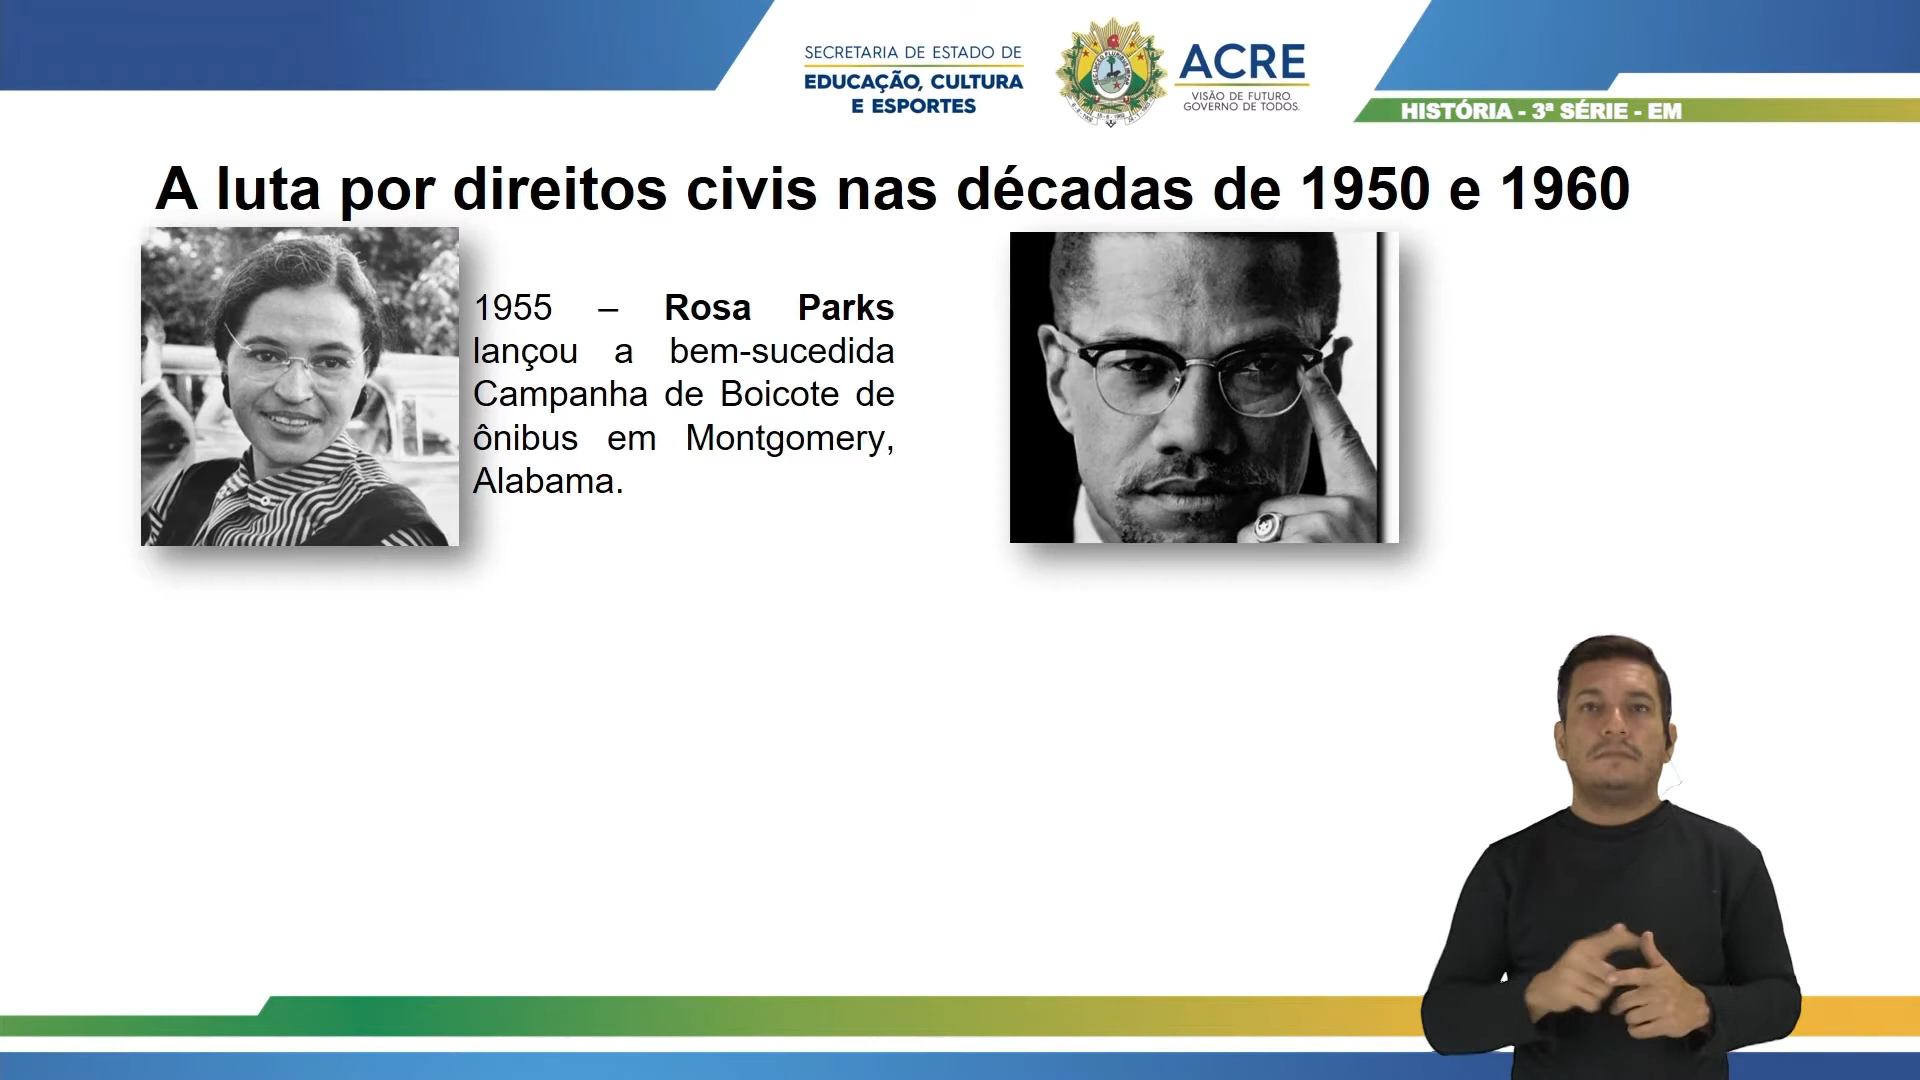 SECRETARIA DE ESTADO DE
EDUCAÇÃO, CULTURA
E ESPORTES
ACRE
VISÃO DE FUTURO.
GOVERNO DE TODOS.
HISTÓRIA - 3ª SÉRIE - EM
A luta por direitos civis nas décadas de 1950 e 1960
1955 – Rosa Parks
lançou a bem-sucedida
Campanha de Boicote de
ônibus em Montgomery,
Alabama.